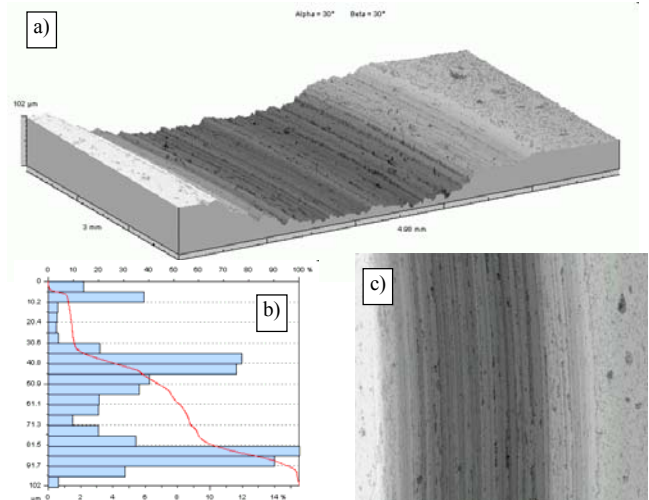 a)
Alpha = 30° Beta = 30°
102 µm
3 mm
4.98 mm
0 10 20 30 40 50 60 70 80 90 100 %
0
10.2
20.4
30.6
40.8
50.9
61.1
71.3
81.5
91.7
102
µm
0 2 4 6 8 10 12 14 %
b)
c)